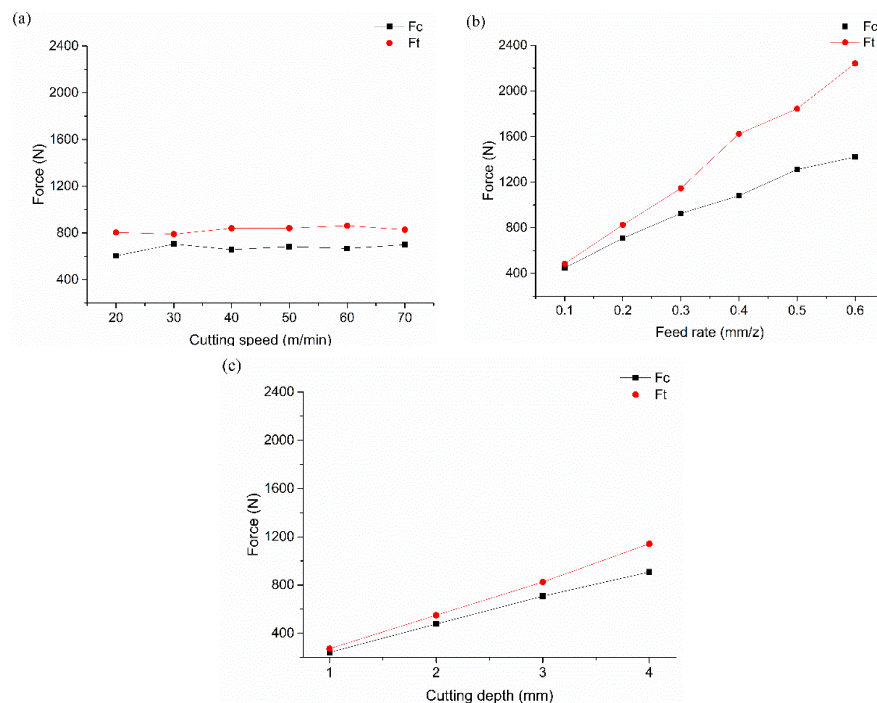 (a)
Fc
Ft
2400
2000
1600
1200
800
400
Force (N)
20 30 40 50 60 70
Cutting speed (m/min)
(b)
Fc
Ft
2400
2000
1600
1200
800
400
Force (N)
0.1 0.2 0.3 0.4 0.5 0.6
Feed rate (mm/z)
(c)
Fc
Ft
2400
2000
1600
1200
800
400
Force (N)
1 2 3 4
Cutting depth (mm)